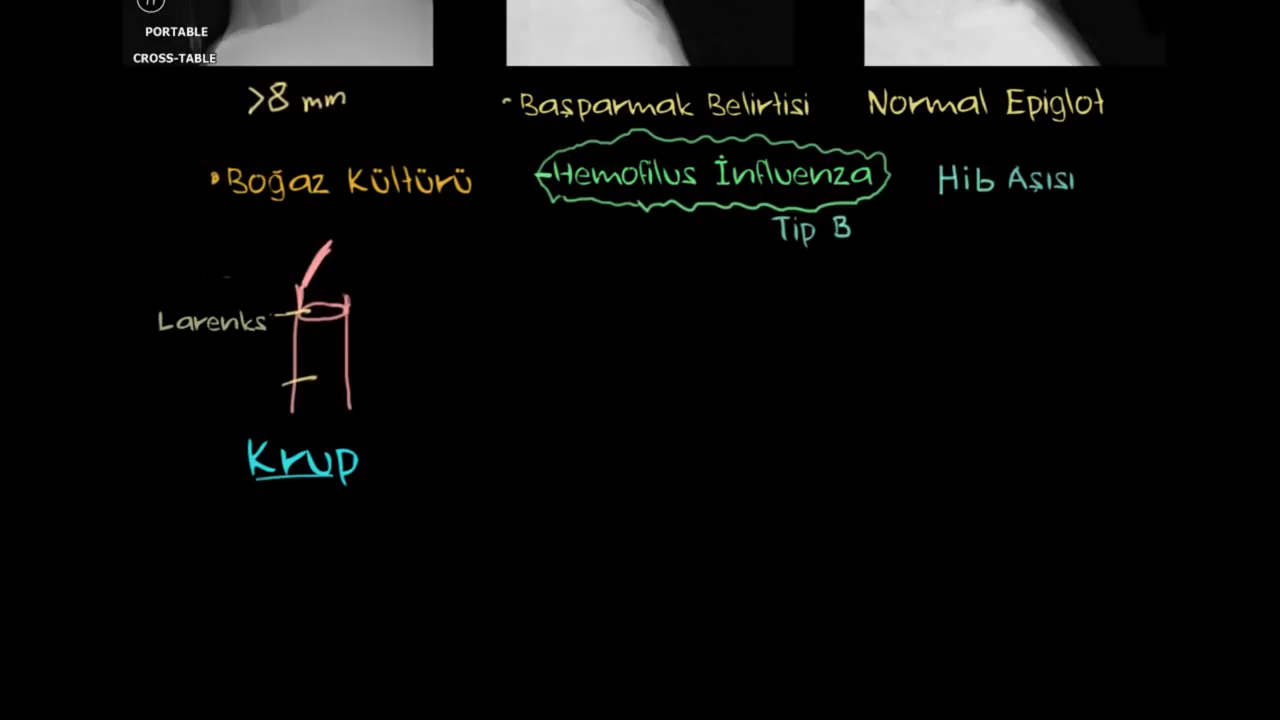 PORTABLE
CROSS-TABLE
>8 mm
-Başparmak Belirtisi
Normal Epiglot
•Boğaz Kültürü
-Hemofilus İnfluenza
Hib Aşısı
Tip B
Larenks
Krup